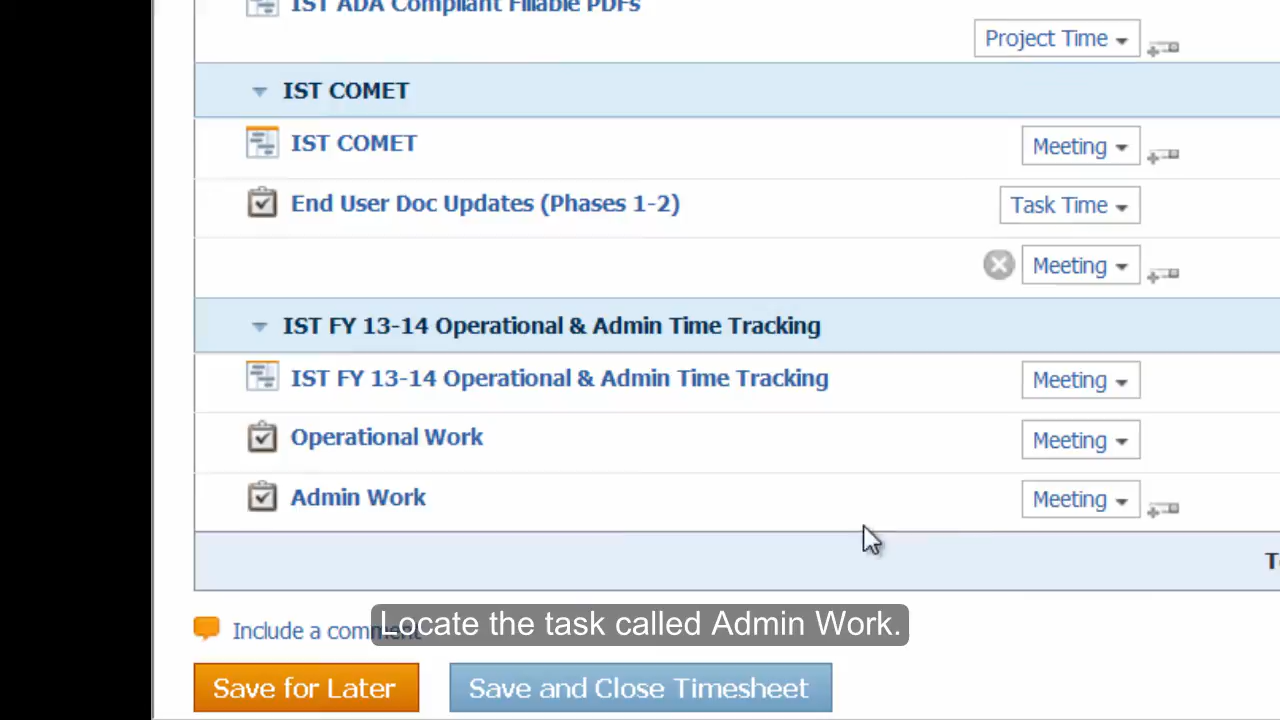 IST ADA Compliant Fillable PDFs
Project Time
IST COMET
IST COMET
Meeting
End User Doc Updates (Phases 1-2)
Task Time
Meeting
IST FY 13-14 Operational & Admin Time Tracking
IST FY 13-14 Operational & Admin Time Tracking
Meeting
Operational Work
Meeting
Admin Work
Meeting
Include a comment
Locate the task called Admin Work.
Save for Later
Save and Close Timesheet